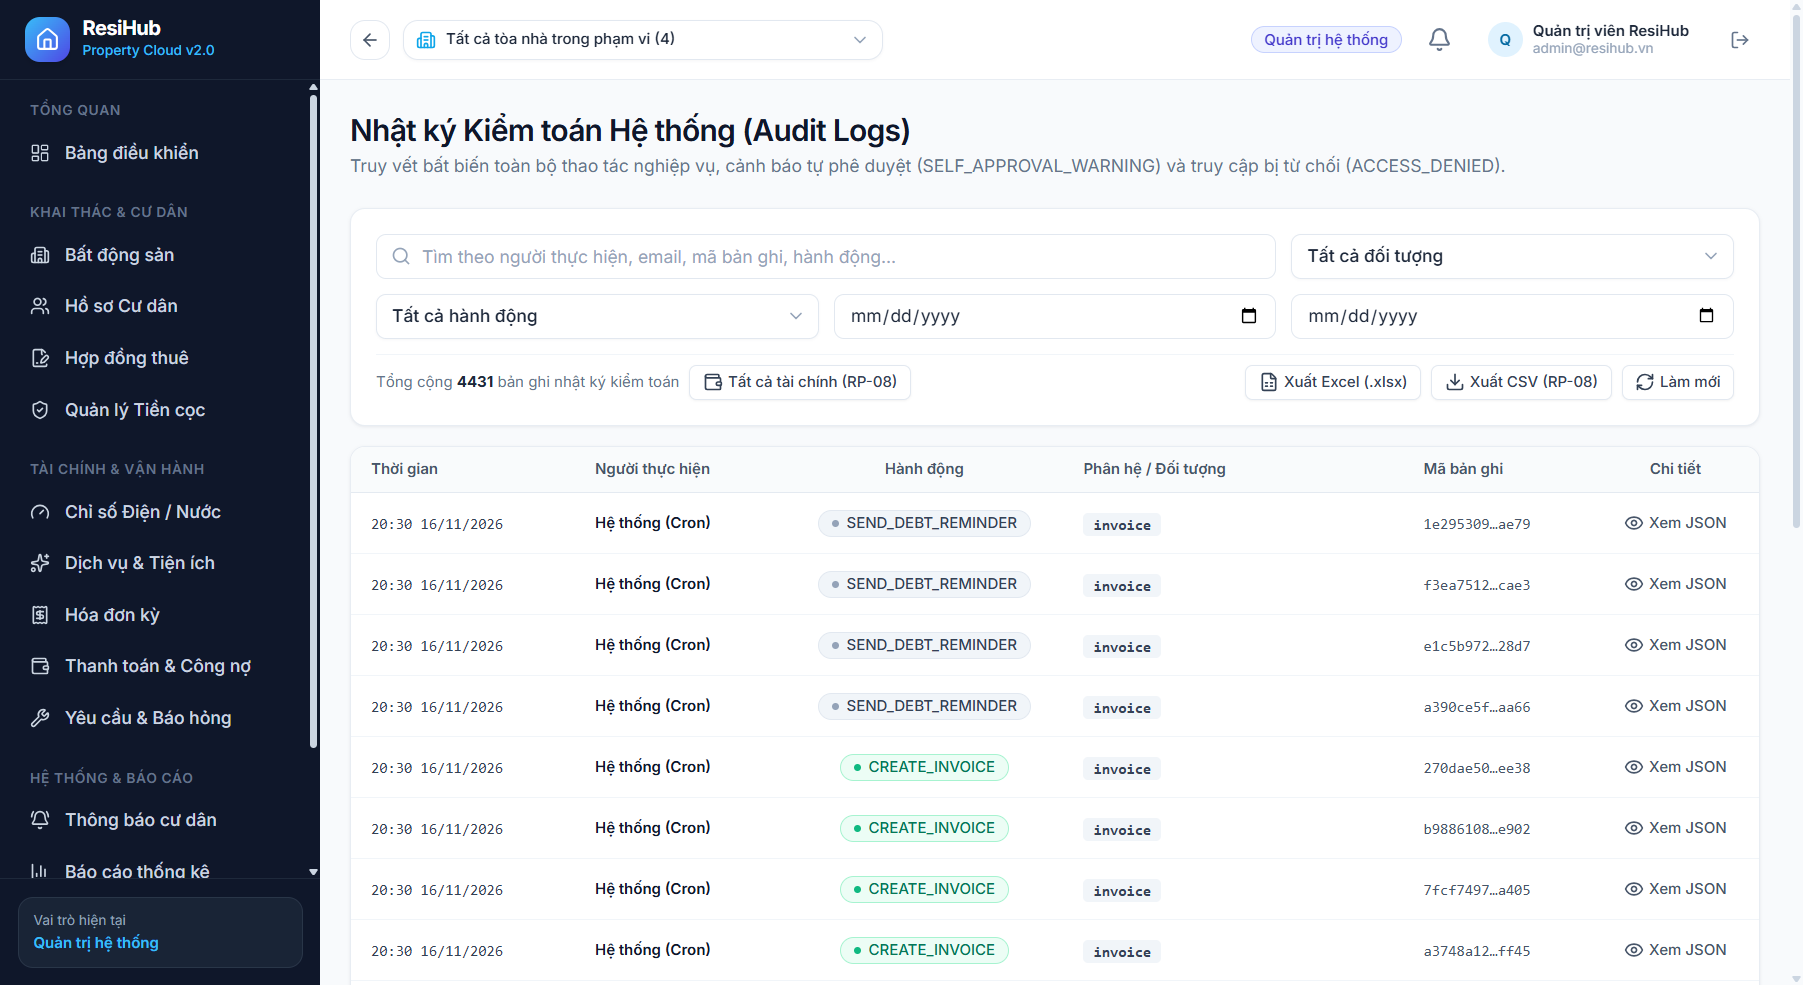 ResiHub
Property Cloud v2.0
TỔNG QUAN
Bảng điều khiển
KHAI THÁC & CƯ DÂN
Bất động sản
Hồ sơ Cư dân
Hợp đồng thuê
Quản lý Tiền cọc
TÀI CHÍNH & VẬN HÀNH
Chỉ số Điện / Nước
Dịch vụ & Tiện ích
Hóa đơn kỳ
Thanh toán & Công nợ
Yêu cầu & Báo hỏng
HỆ THỐNG & BÁO CÁO
Thông báo cư dân
Báo cáo thống kê
Vai trò hiện tại
Quản trị hệ thống
Tất cả tòa nhà trong phạm vi (4)
Quản trị hệ thống
Q
Quản trị viên ResiHub
admin@resihub.vn
Nhật ký Kiểm toán Hệ thống (Audit Logs)
Truy vết bất biến toàn bộ thao tác nghiệp vụ, cảnh báo tự phê duyệt (SELF_APPROVAL_WARNING) và truy cập bị từ chối (ACCESS_DENIED).
Tìm theo người thực hiện, email, mã bản ghi, hành động...
Tất cả đối tượng
Tất cả hành động
mm/dd/yyyy
mm/dd/yyyy
Tổng cộng 4431 bản ghi nhật ký kiểm toán
Tất cả tài chính (RP-08)
Xuất Excel (.xlsx)
Xuất CSV (RP-08)
Làm mới
Thời gian Người thực hiện Hành động Phân hệ / Đối tượng Mã bản ghi Chi tiết
20:30 16/11/2026 Hệ thống (Cron) SEND_DEBT_REMINDER invoice 1e295309…ae79 Xem JSON
20:30 16/11/2026 Hệ thống (Cron) SEND_DEBT_REMINDER invoice f3ea7512…cae3 Xem JSON
20:30 16/11/2026 Hệ thống (Cron) SEND_DEBT_REMINDER invoice e1c5b972…28d7 Xem JSON
20:30 16/11/2026 Hệ thống (Cron) SEND_DEBT_REMINDER invoice a390ce5f…aa66 Xem JSON
20:30 16/11/2026 Hệ thống (Cron) CREATE_INVOICE invoice 270dae50…ee38 Xem JSON
20:30 16/11/2026 Hệ thống (Cron) CREATE_INVOICE invoice b9886108…e902 Xem JSON
20:30 16/11/2026 Hệ thống (Cron) CREATE_INVOICE invoice 7fcf7497…a405 Xem JSON
20:30 16/11/2026 Hệ thống (Cron) CREATE_INVOICE invoice a3748a12…ff45 Xem JSON